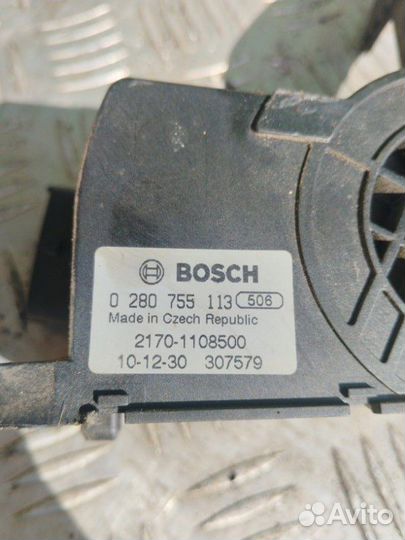 BOSCH
0 280 755 113 506
Made in Czech Republic
2170-1108500
10-12-30 307579
Avito